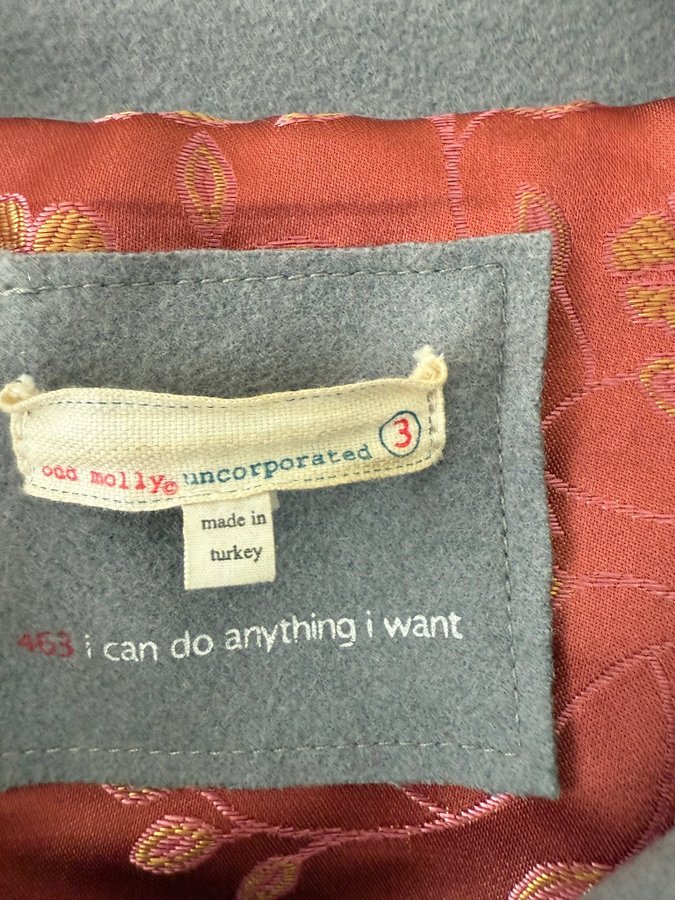 odd molly© uncorporated 3
made in
turkey
463 i can do anything i want